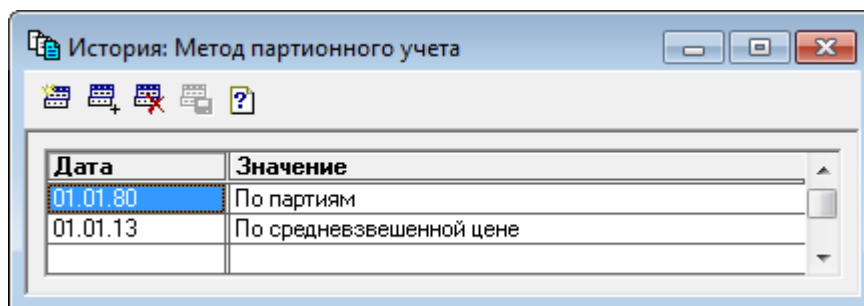 История: Метод партионного учета
Дата Значение
01.01.80 По партиям
01.01.13 По средневзвешенной цене